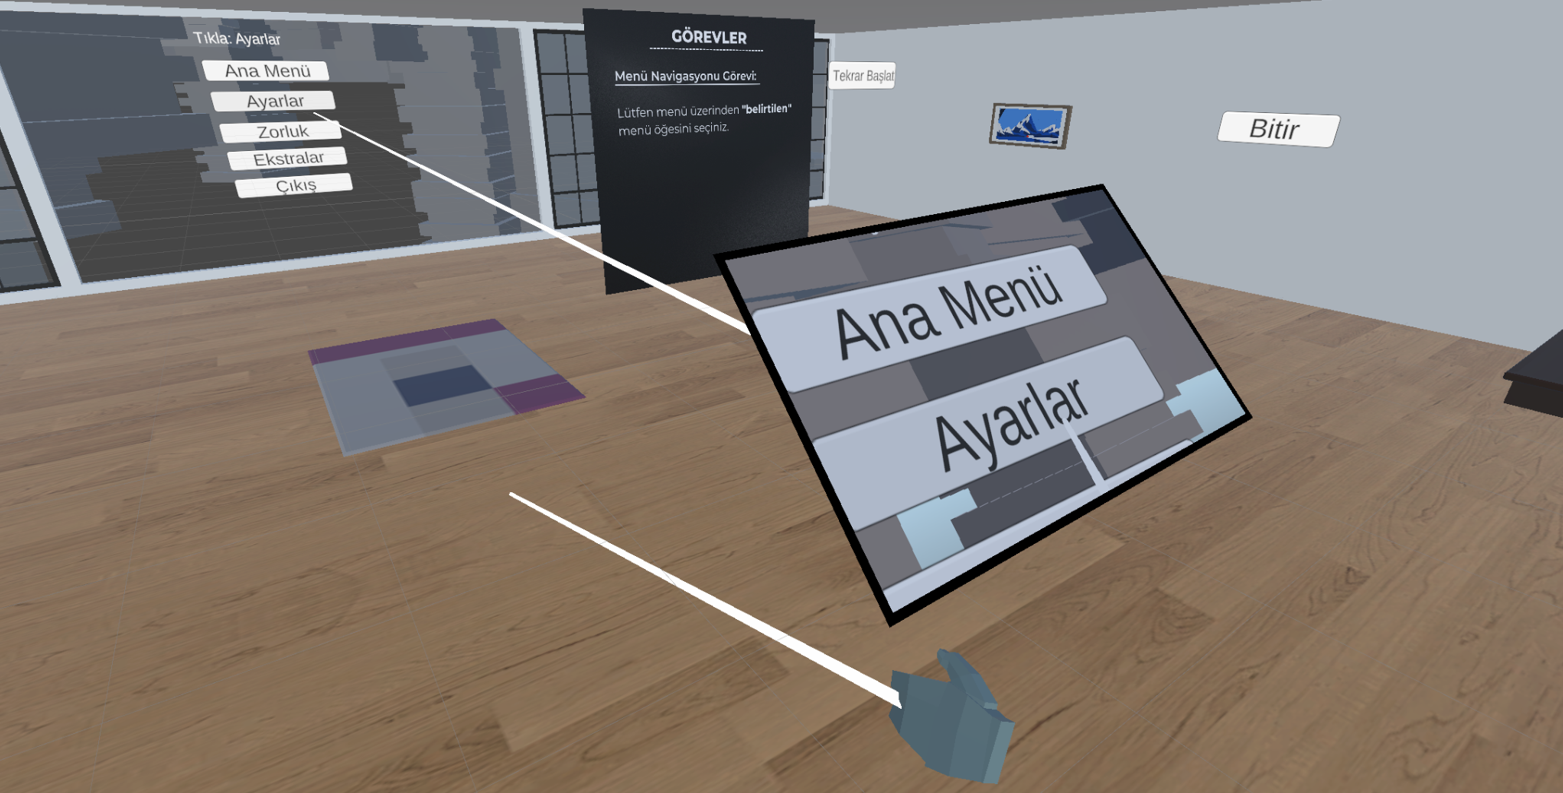 Tıkla: Ayarlar
Ana Menü
Ayarlar
Zorluk
Ekstralar
Çıkış
GÖREVLER
Menü Navigasyonu Görevi:
Lütfen menü üzerinden "belirtilen"
menü öğesini seçiniz.
Tekrar Başlat
Bitir
Ana Menü
Ayarlar